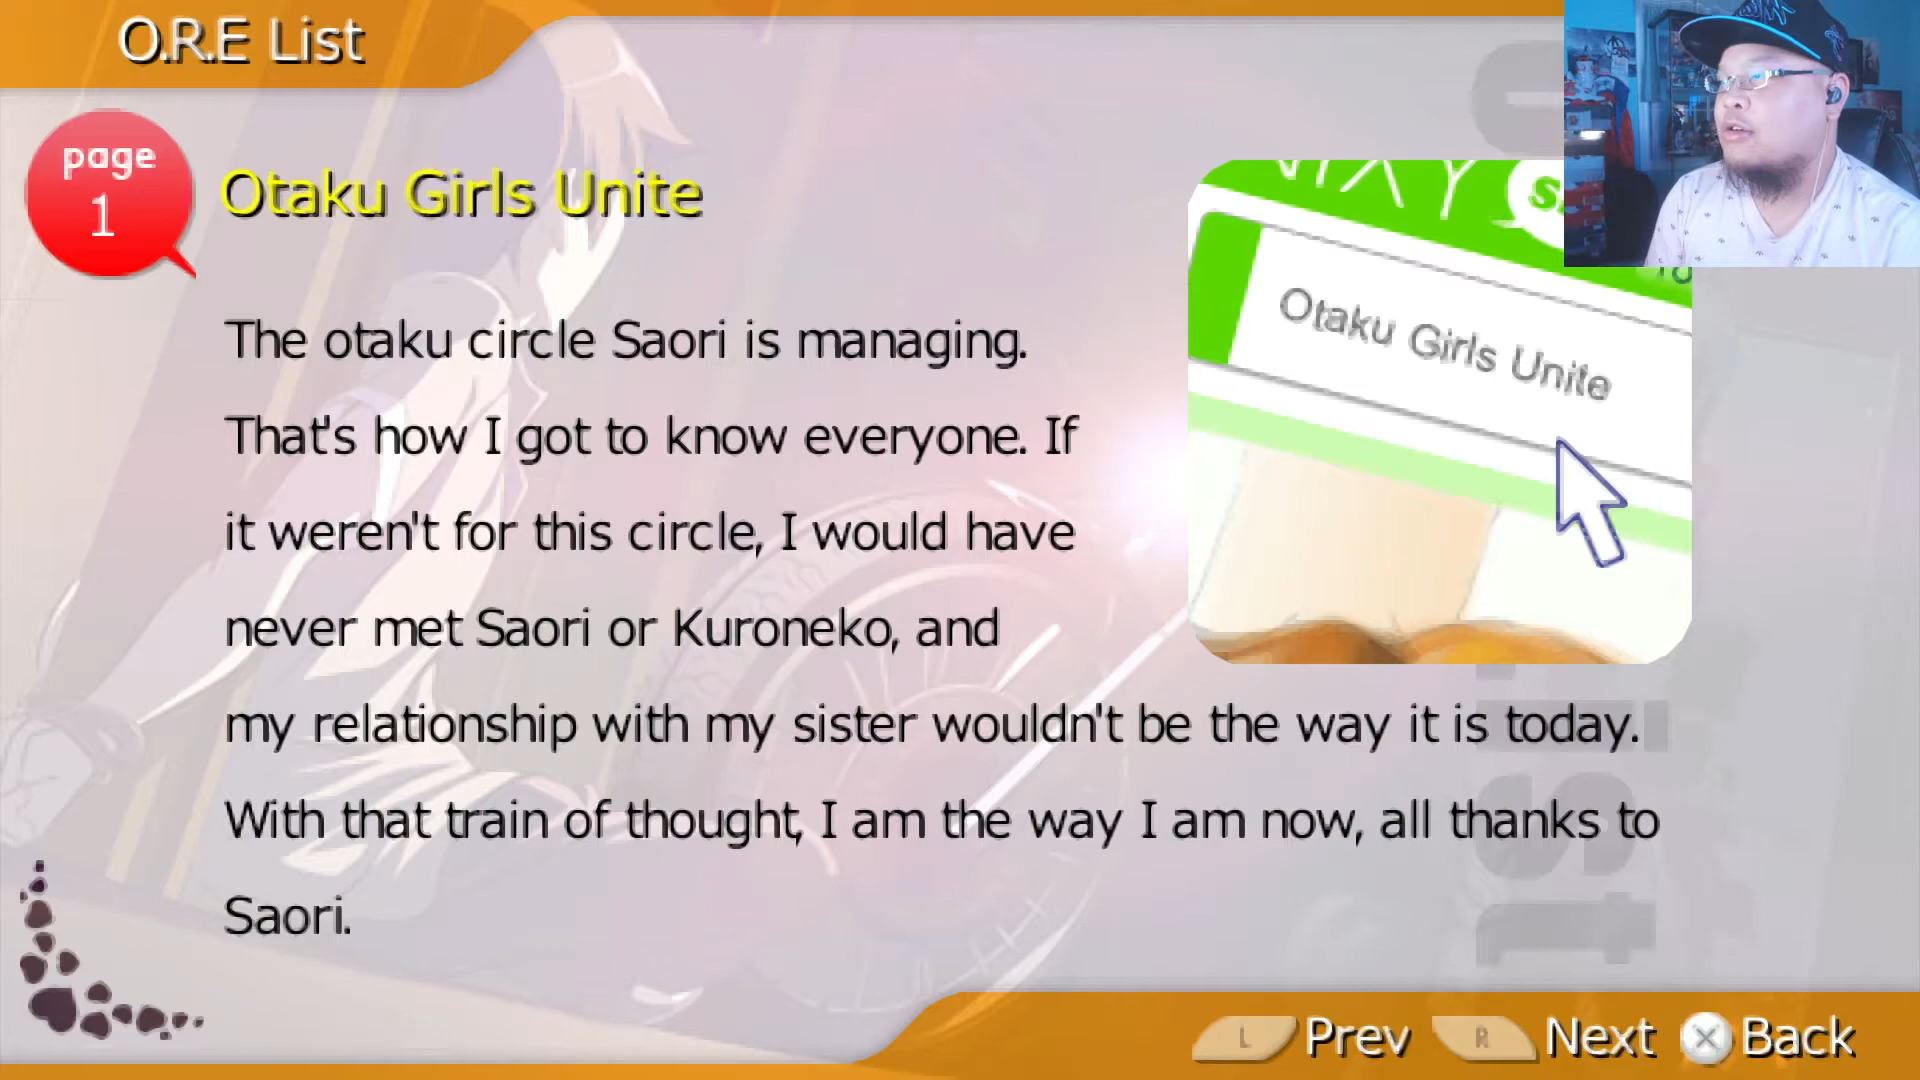 O.R.E List
page
1
Otaku Girls Unite
The otaku circle Saori is managing.
That's how I got to know everyone. If
it weren't for this circle, I would have
never met Saori or Kuroneko, and
my relationship with my sister wouldn't be the way it is today.
With that train of thought, I am the way I am now, all thanks to
Saori.
Otaku Girls Unite
L Prev R Next X Back